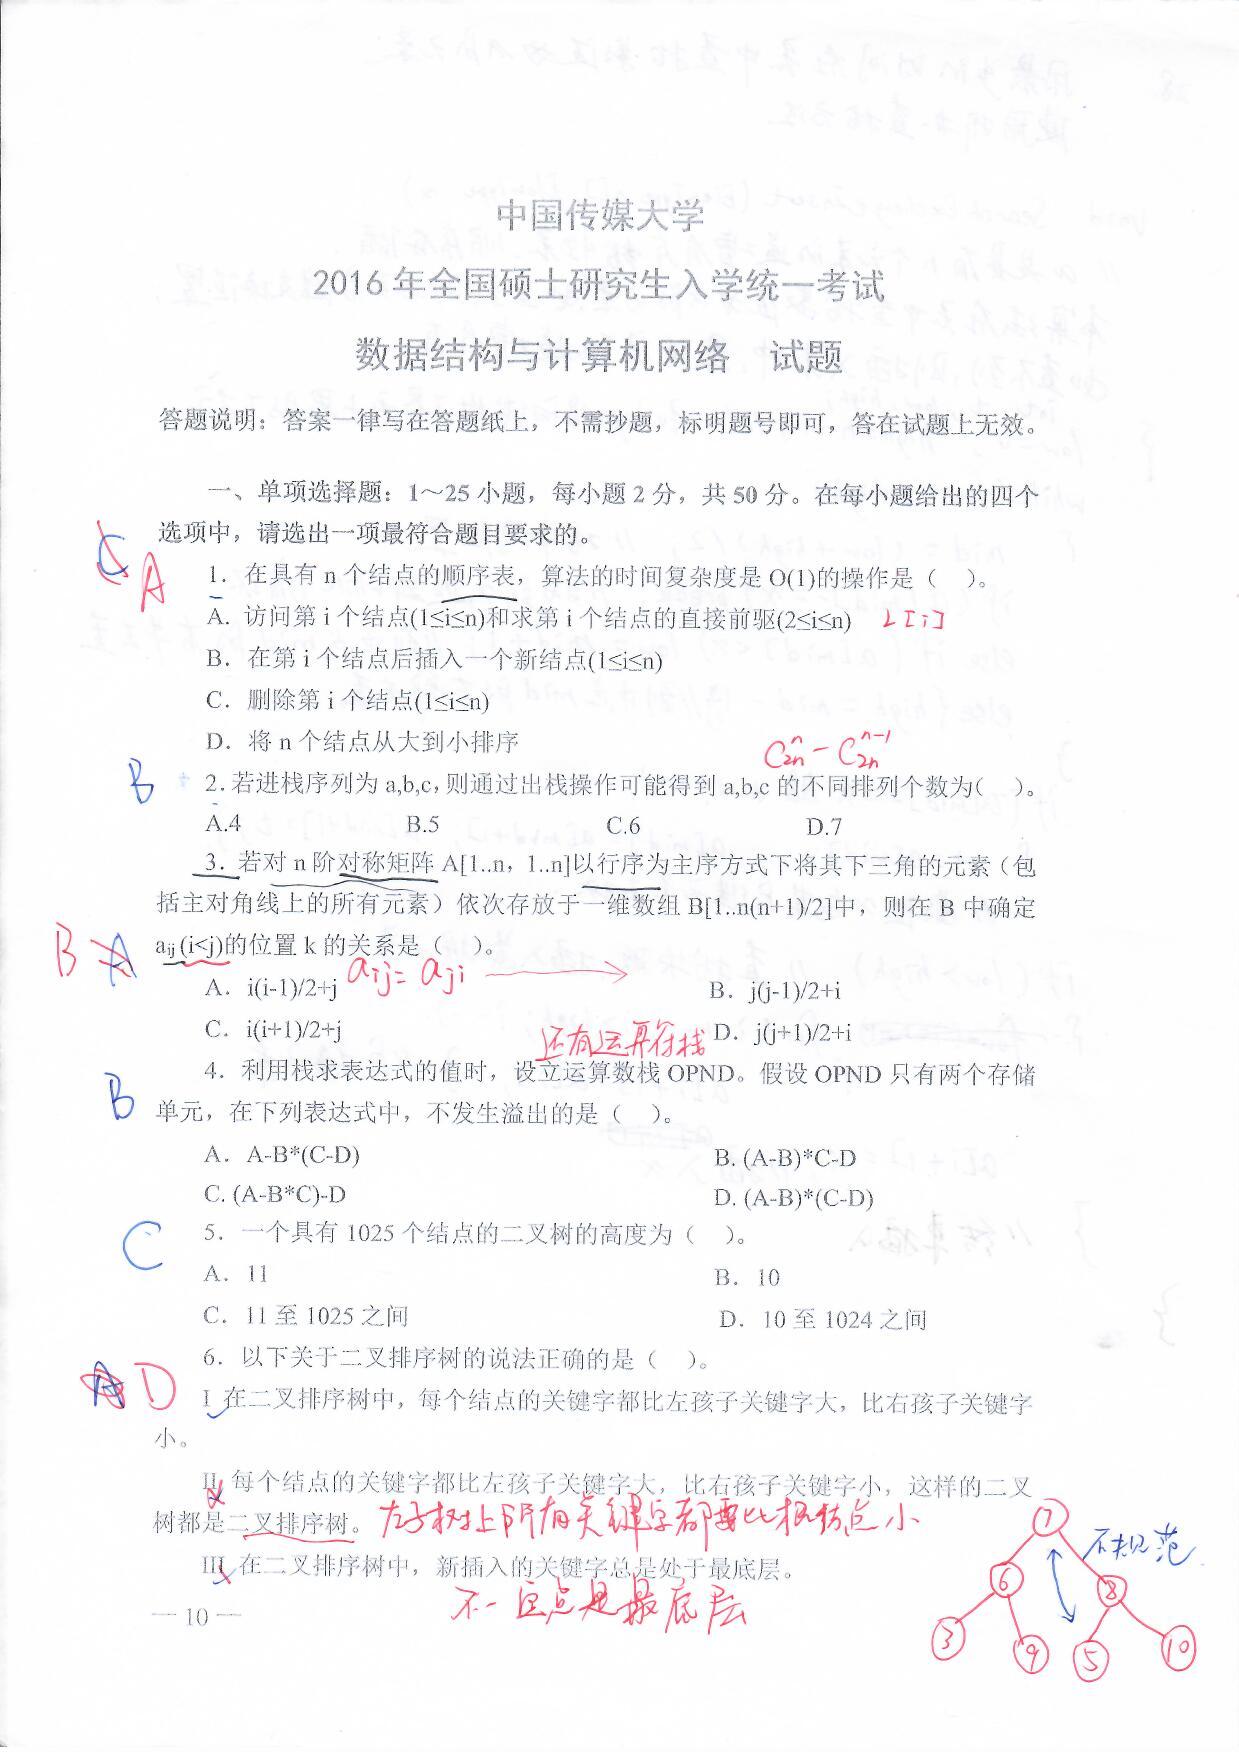 中国传媒大学
2016年全国硕士研究生入学统一考试
数据结构与计算机网络 试题
答题说明：答案一律写在答题纸上，不需抄题，标明题号即可，答在试题上无效。
一、单项选择题：1～25小题，每小题2分，共50分。在每小题给出的四个
选项中，请选出一项最符合题目要求的。
C A
1．在具有n个结点的顺序表，算法的时间复杂度是O(1)的操作是（ ）。
A. 访问第i个结点(1≤i≤n)和求第i个结点的直接前驱(2≤i≤n) L[i]
B．在第i个结点后插入一个新结点(1≤i≤n)
C．删除第i个结点(1≤i≤n)
D．将n个结点从大到小排序
C2n^n - C2n^n-1
B 2.若进栈序列为a,b,c,则通过出栈操作可能得到a,b,c的不同排列个数为( )。
A.4 B.5 C.6 D.7
3．若对n阶对称矩阵A[1..n，1..n]以行序为主序方式下将其下三角的元素（包
括主对角线上的所有元素）依次存放于一维数组B[1..n(n+1)/2]中，则在B中确定
B A aij(i<j)的位置k的关系是（ ）。
aij=aji
A．i(i-1)/2+j B．j(j-1)/2+i
C．i(i+1)/2+j D．j(j+1)/2+i
还有运算符栈
4．利用栈求表达式的值时，设立运算数栈OPND。假设OPND只有两个存储
B 单元，在下列表达式中，不发生溢出的是（ ）。
A．A-B*(C-D) B. (A-B)*C-D
C. (A-B*C)-D D. (A-B)*(C-D)
C 5．一个具有1025个结点的二叉树的高度为（ ）。
A．11 B．10
C．11至1025之间 D．10至1024之间
6．以下关于二叉排序树的说法正确的是（ ）。
A D
I 在二叉排序树中，每个结点的关键字都比左孩子关键字大，比右孩子关键字
小。
II 每个结点的关键字都比左孩子关键字大，比右孩子关键字小，这样的二叉
树都是二叉排序树。 左子树上所有关键字都要比根结点小
III 在二叉排序树中，新插入的关键字总是处于最底层。
不一定总是最底层
7 不规范
6 8
3 9 5 10
— 10 —